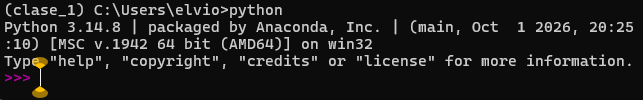 (clase_1) C:\Users\elvio>python
Python 3.14.8 | packaged by Anaconda, Inc. | (main, Oct  1 2026, 20:25
:10) [MSC v.1942 64 bit (AMD64)] on win32
Type "help", "copyright", "credits" or "license" for more information.
>>>